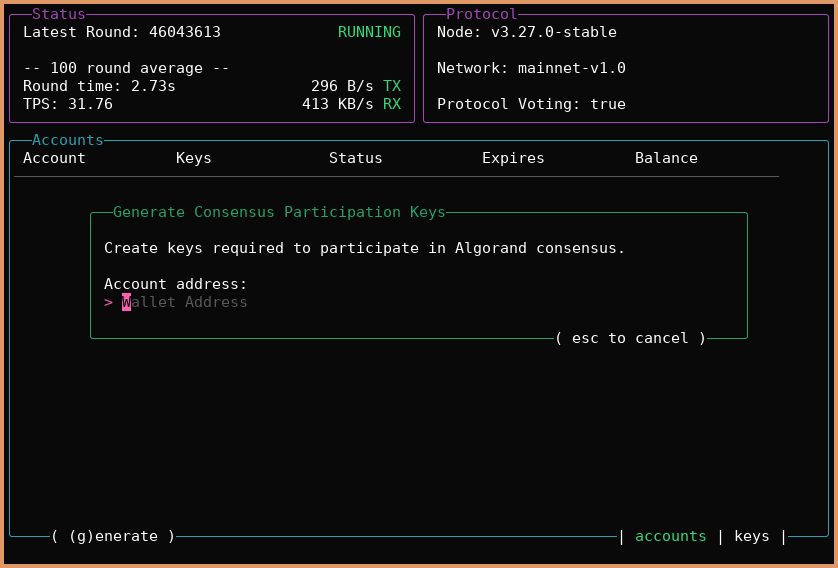 Status
Latest Round: 46043613 RUNNING
-- 100 round average --
Round time: 2.73s 296 B/s TX
TPS: 31.76 413 KB/s RX
Protocol
Node: v3.27.0-stable
Network: mainnet-v1.0
Protocol Voting: true
Accounts
Account Keys Status Expires Balance
Generate Consensus Participation Keys
Create keys required to participate in Algorand consensus.
Account address:
> Wallet Address
( esc to cancel )
( (g)enerate ) | accounts | keys |